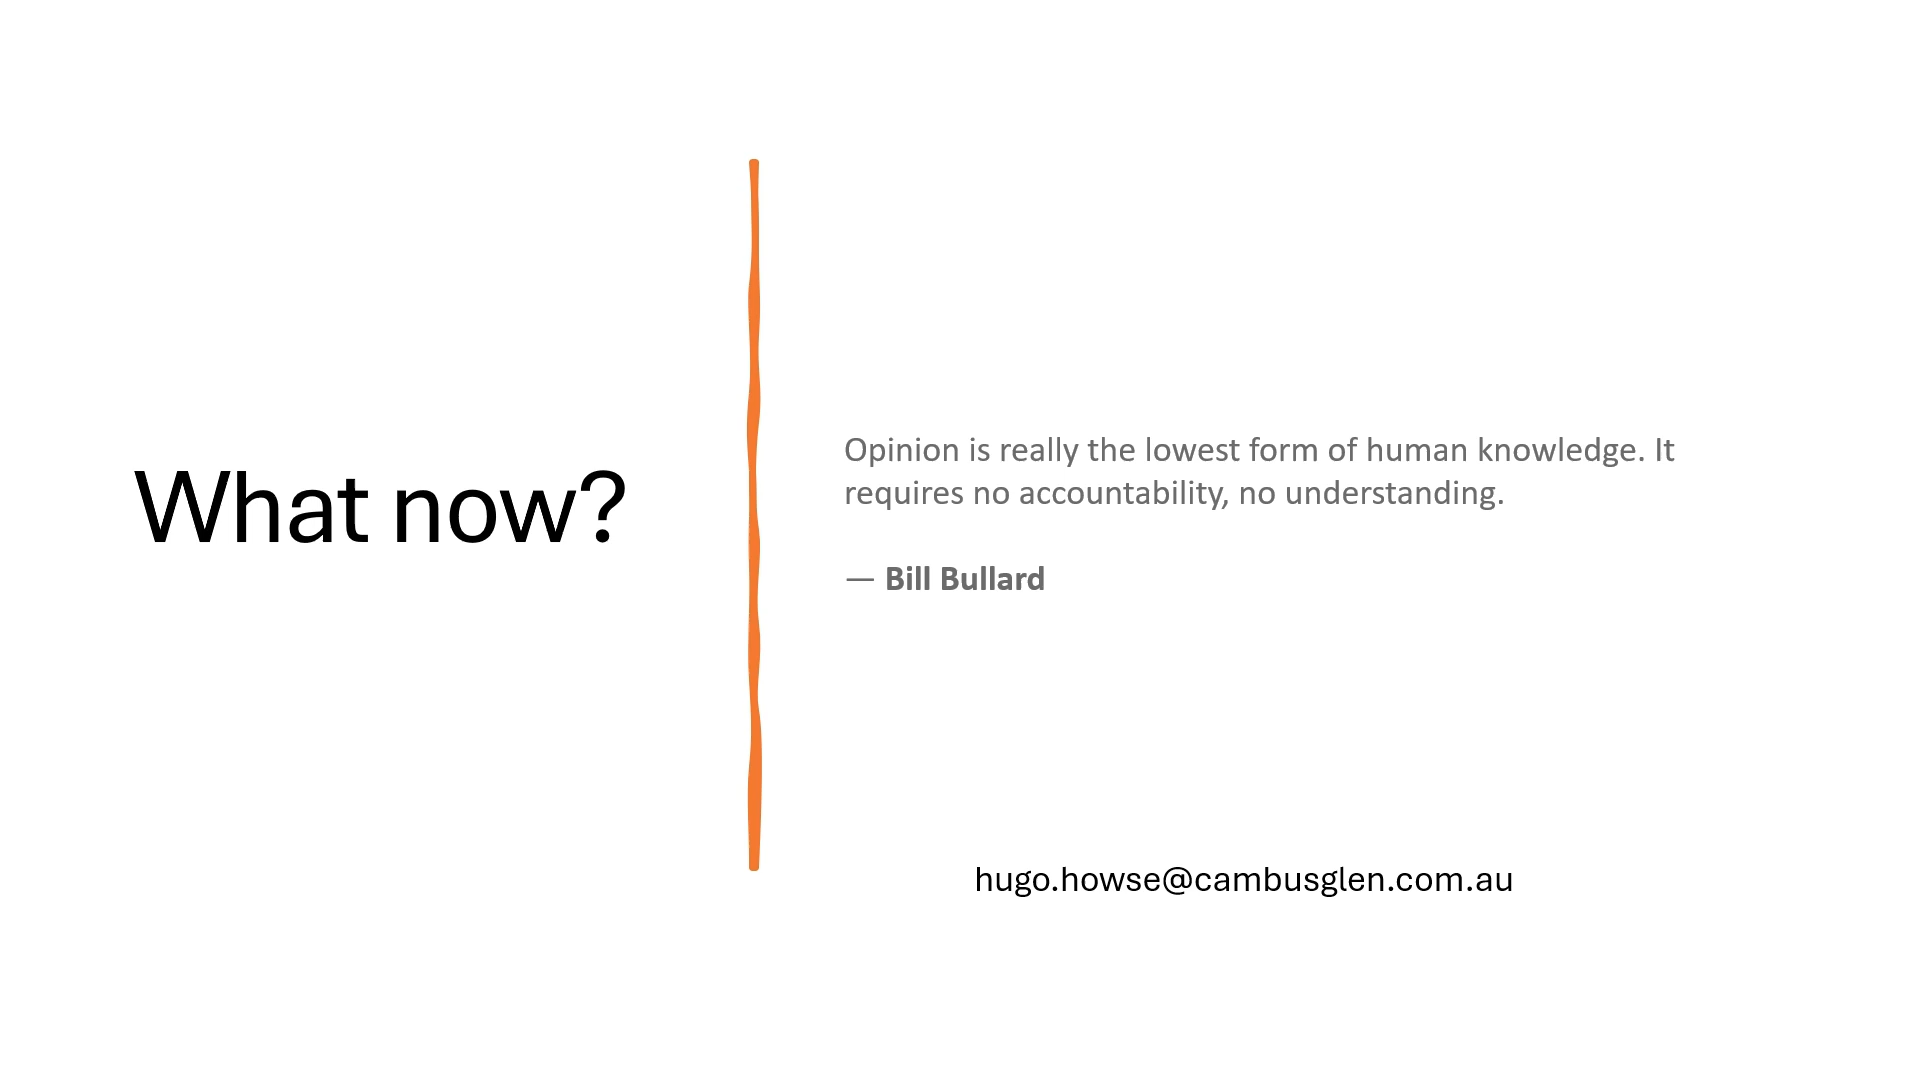 What now?
Opinion is really the lowest form of human knowledge. It
requires no accountability, no understanding.
— Bill Bullard
hugo.howse@cambusglen.com.au